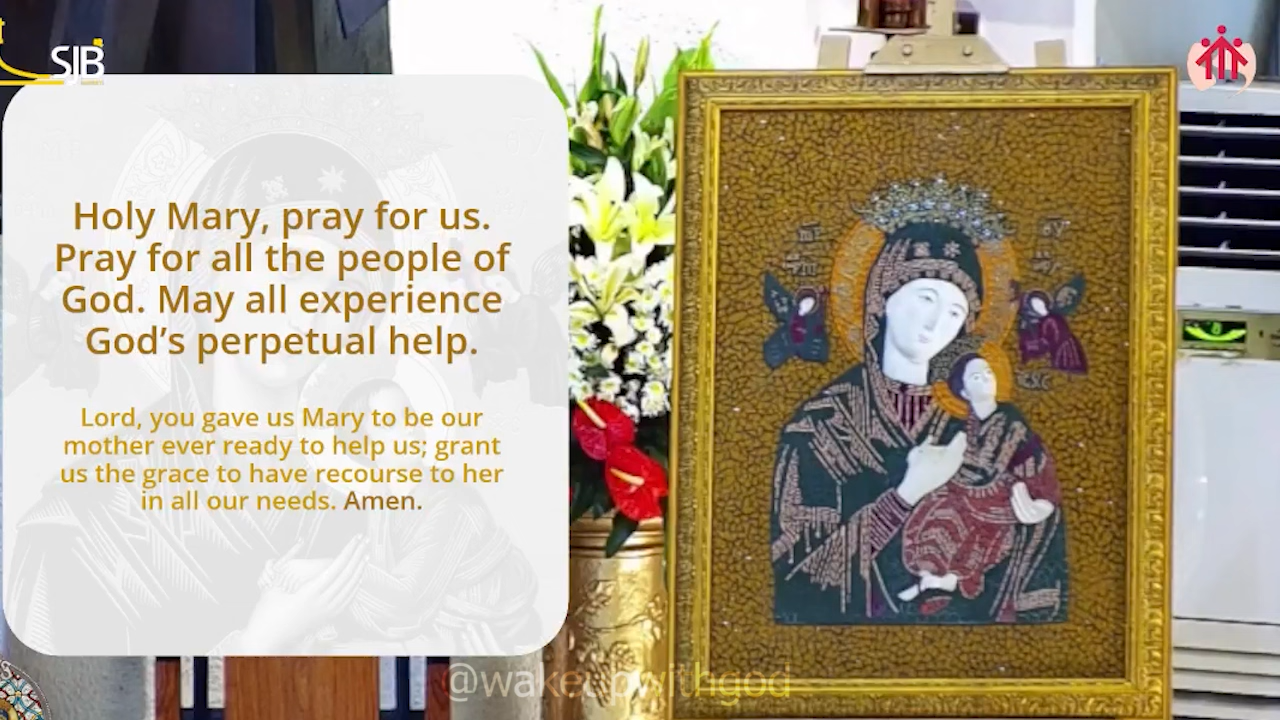 SJB
Holy Mary, pray for us.
Pray for all the people of
God. May all experience
God’s perpetual help.
Lord, you gave us Mary to be our
mother ever ready to help us; grant
us the grace to have recourse to her
in all our needs. Amen.
@wakeupwithgod